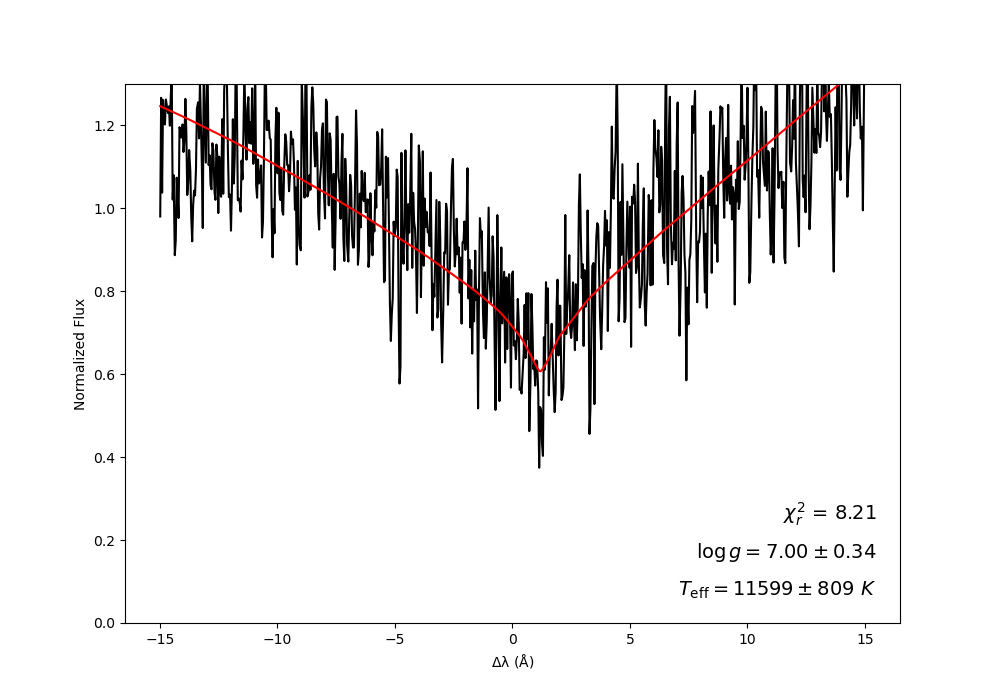 1.2
1.0
0.8
0.6
0.4
0.2
0.0
Normalized Flux
χ²ᵣ = 8.21
log g = 7.00 ± 0.34
T_eff = 11599 ± 809 K
−15 −10 −5 0 5 10 15
Δλ (Å)